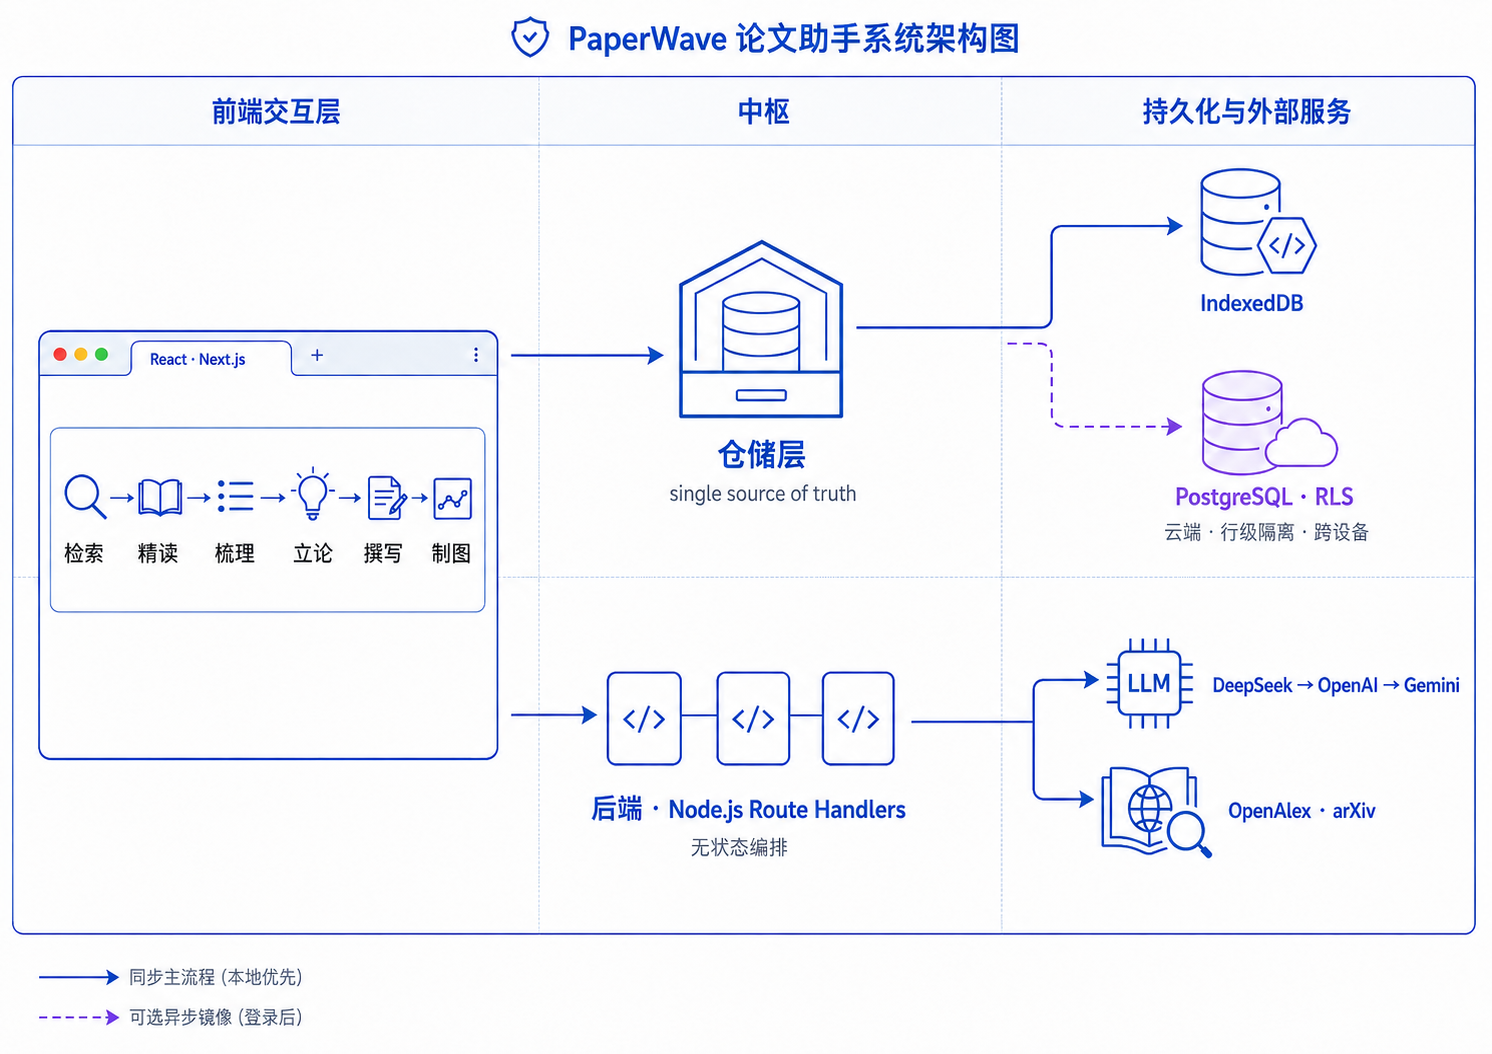 PaperWave 论文助手系统架构图
前端交互层
中枢
持久化与外部服务
React · Next.js
+
检索
精读
梳理
立论
撰写
制图
仓储层
single source of truth
</>
IndexedDB
PostgreSQL · RLS
云端 · 行级隔离 · 跨设备
</>
</>
</>
后端 · Node.js Route Handlers
无状态编排
LLM
DeepSeek → OpenAI → Gemini
OpenAlex · arXiv
同步主流程 (本地优先)
可选异步镜像 (登录后)